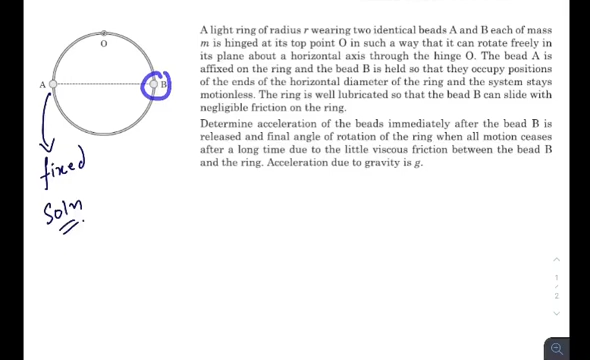 O
A light ring of radius r wearing two identical beads A and B each of mass
m is hinged at its top point O in such a way that it can rotate freely in
its plane about a horizontal axis through the hinge O. The bead A is
affixed on the ring and the bead B is held so that they occupy positions
of the ends of the horizontal diameter of the ring and the system stays
motionless. The ring is well lubricated so that the bead B can slide with
negligible friction on the ring.
Determine acceleration of the beads immediately after the bead B is
released and final angle of rotation of the ring when all motion ceases
after a long time due to the little viscous friction between the bead B
and the ring. Acceleration due to gravity is g.
A
B
fixed
Soln
1
/
2